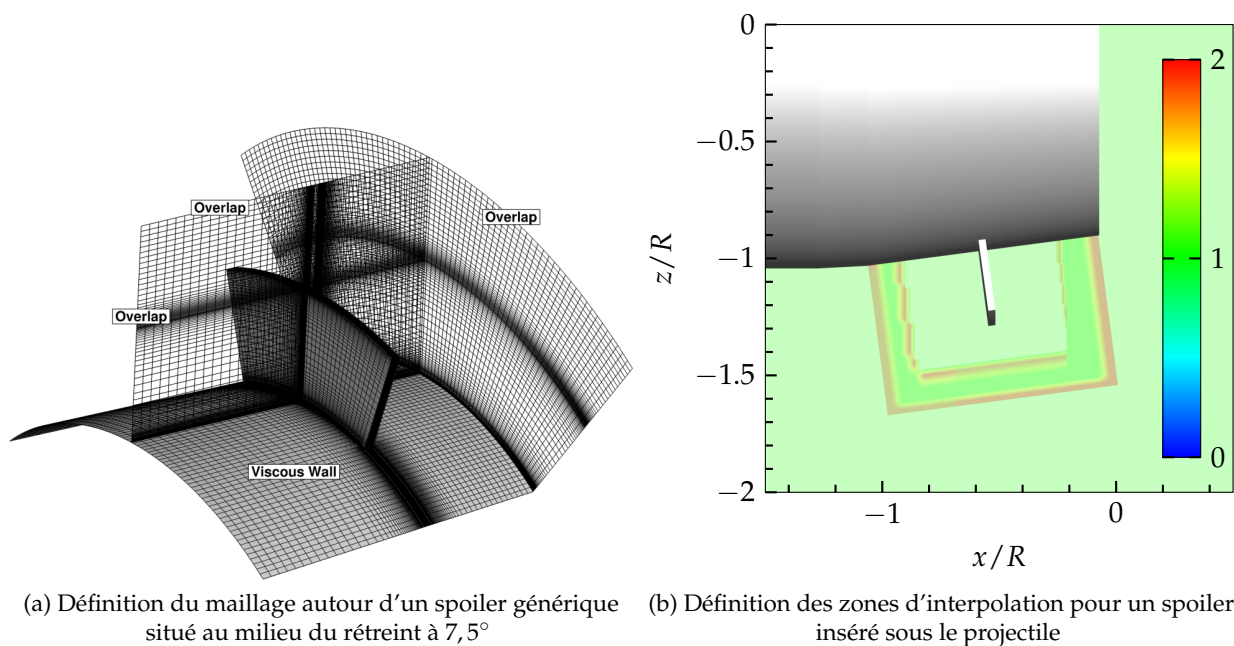 Overlap
Overlap
Overlap
Viscous Wall
0
−0.5
−1
−1.5
−2
z/R
−1
0
x/R
2
1
0
(a) Définition du maillage autour d'un spoiler générique
situé au milieu du rétreint à 7,5°
(b) Définition des zones d'interpolation pour un spoiler
inséré sous le projectile